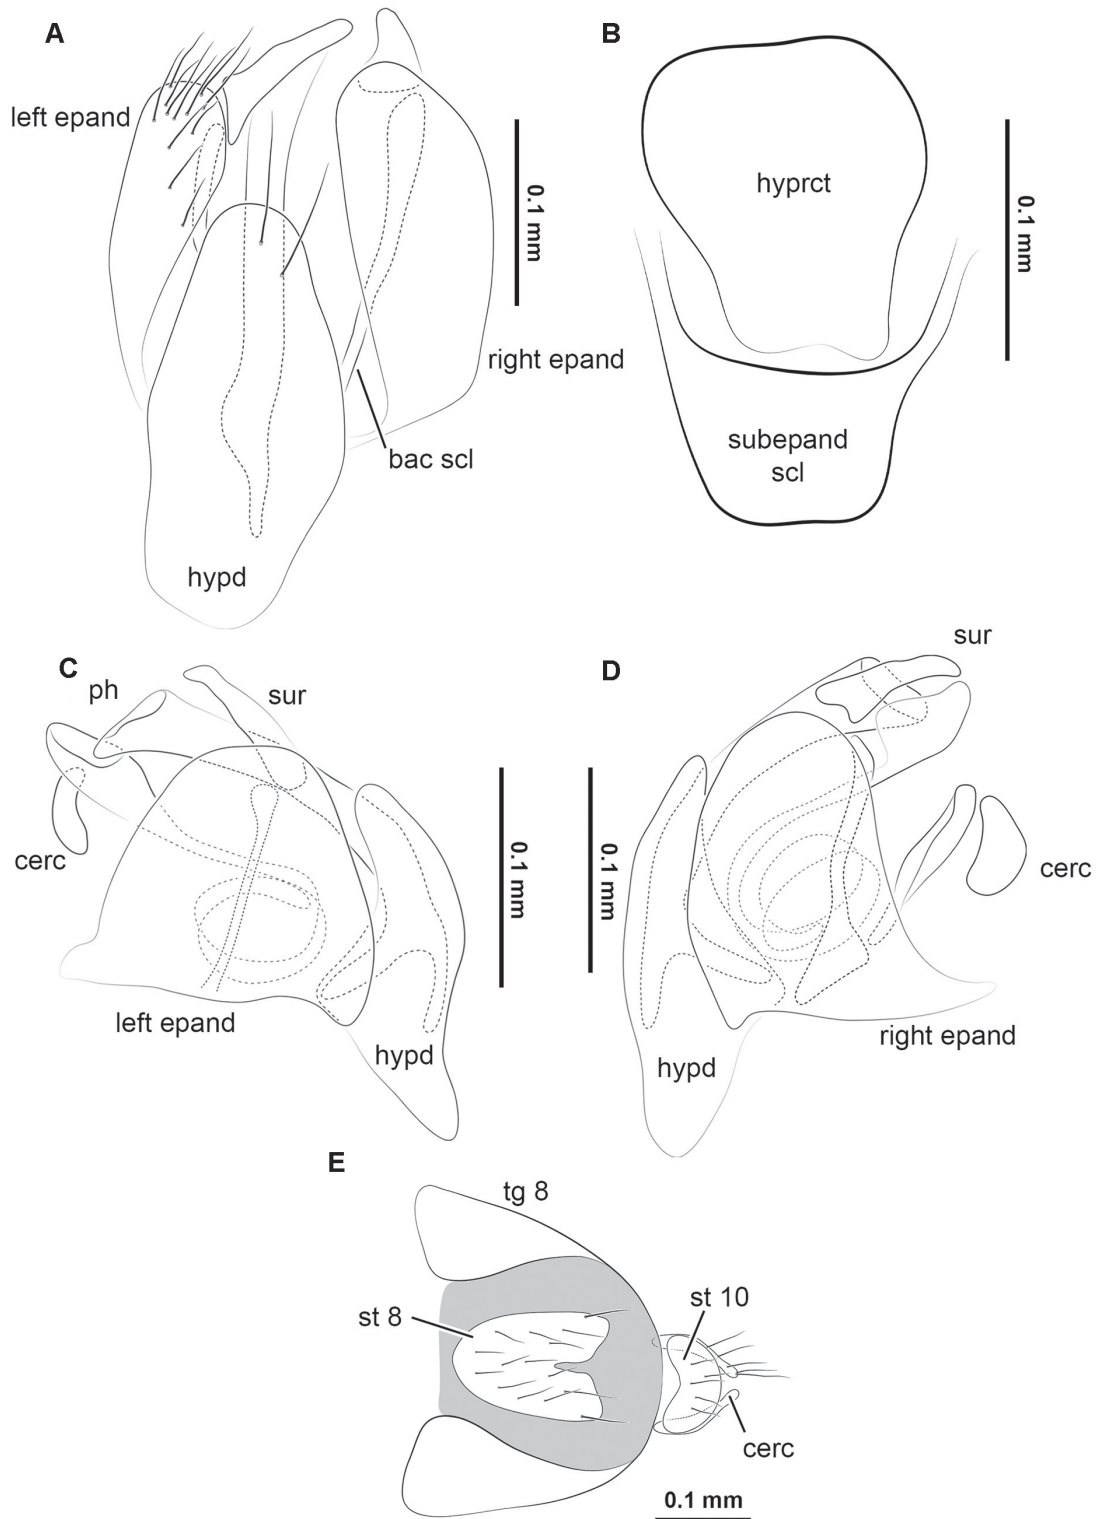 A
left epand
0.1 mm
right epand
bac scl
hypd
B
hyprct
0.1 mm
subepand
scl
C
ph
sur
cerc
0.1 mm
left epand
hypd
D
sur
0.1 mm
cerc
right epand
hypd
E
tg 8
st 8
st 10
cerc
0.1 mm